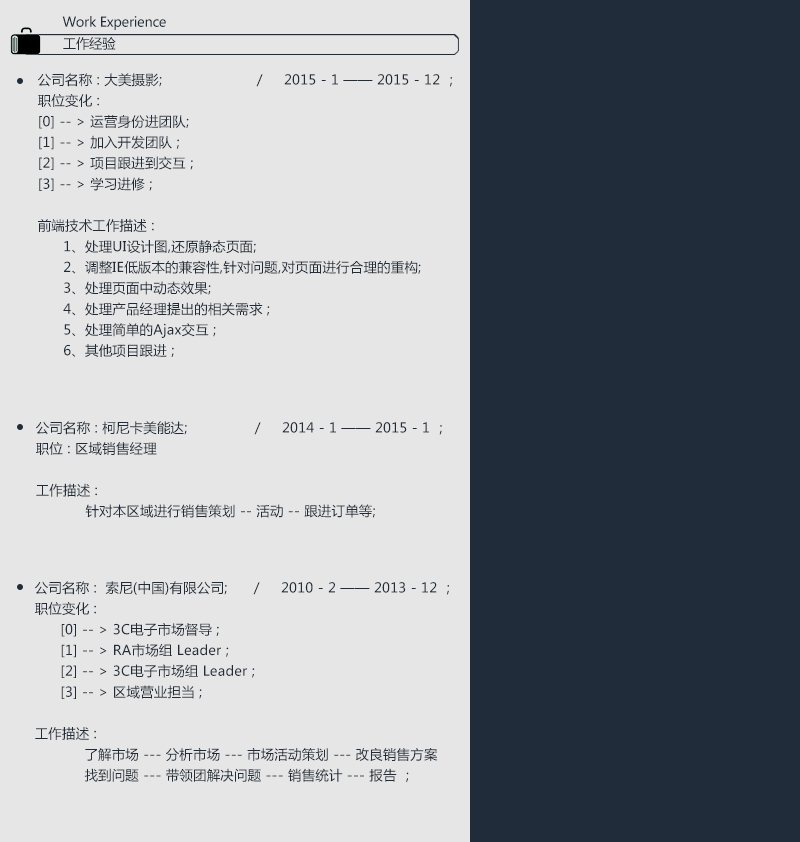 Work Experience
工作经验
公司名称 : 大美摄影; / 2015 - 1 —— 2015 - 12 ;
职位变化 :
[0] -- > 运营身份进团队;
[1] -- > 加入开发团队 ;
[2] -- > 项目跟进到交互 ;
[3] -- > 学习进修 ;
前端技术工作描述 :
1、处理UI设计图,还原静态页面;
2、调整IE低版本的兼容性,针对问题,对页面进行合理的重构;
3、处理页面中动态效果;
4、处理产品经理提出的相关需求 ;
5、处理简单的Ajax交互 ;
6、其他项目跟进 ;
公司名称 : 柯尼卡美能达; / 2014 - 1 —— 2015 - 1 ;
职位 : 区域销售经理
工作描述 :
针对本区域进行销售策划 -- 活动 -- 跟进订单等;
公司名称 : 索尼(中国)有限公司; / 2010 - 2 —— 2013 - 12 ;
职位变化 :
[0] -- > 3C电子市场督导 ;
[1] -- > RA市场组 Leader ;
[2] -- > 3C电子市场组 Leader ;
[3] -- > 区域营业担当 ;
工作描述 :
了解市场 --- 分析市场 --- 市场活动策划 --- 改良销售方案
找到问题 --- 带领团解决问题 --- 销售统计 --- 报告 ;